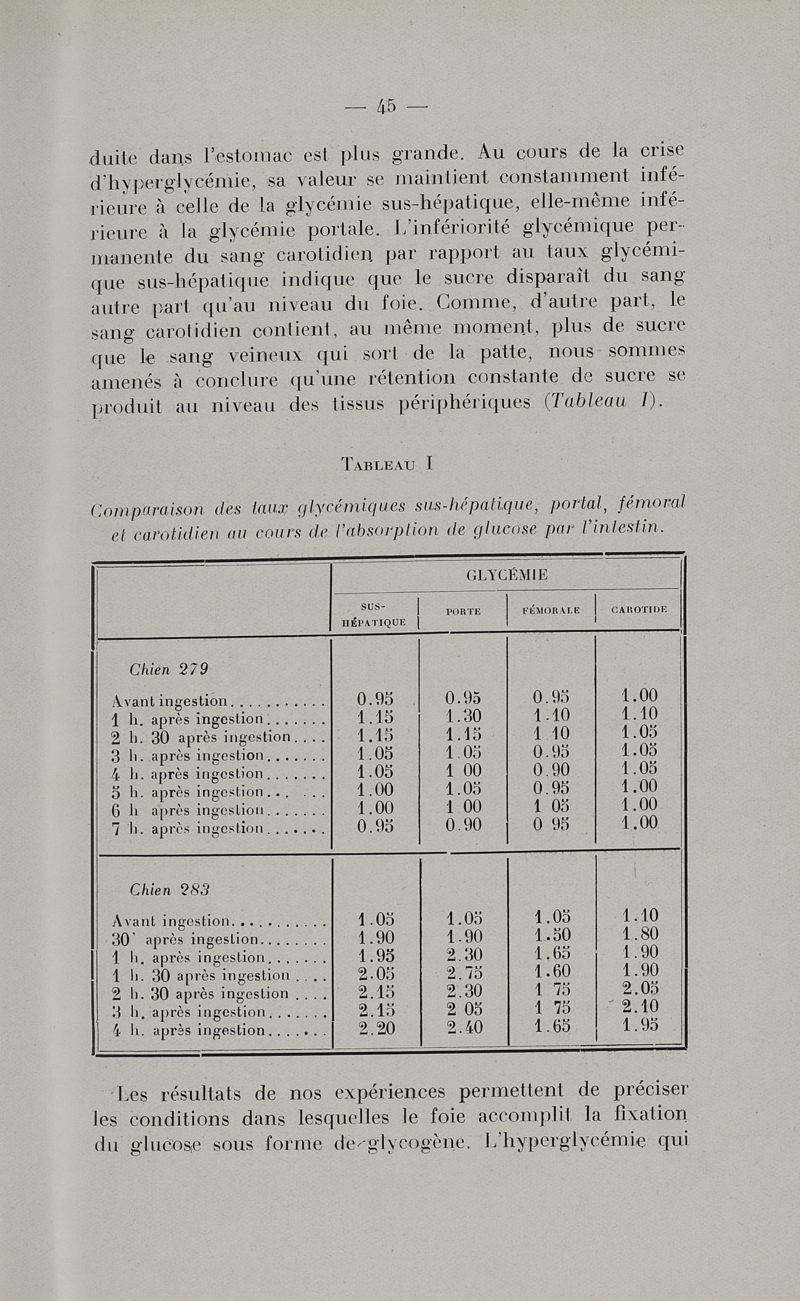 — 45 —
duite dans l'estomac est plus grande. Au cours de la crise
d'hyperglycémie, sa valeur se maintient constamment infé-
rieure à celle de la glycémie sus-hépatique, elle-même infé-
rieure à la glycémie portale. L'infériorité glycémique per-
manente du sang carotidien par rapport au taux glycémi-
que sus-hépatique indique que le sucre disparaît du sang
autre part qu'au niveau du foie. Comme, d'autre part, le
sang carotidien contient, au même moment, plus de sucre
que le sang veineux qui sort de la patte, nous sommes
amenés à conclure qu'une rétention constante de sucre se
produit au niveau des tissus périphériques (Tableau I).
Tableau I
Comparaison des taux glycémiques sus-hépatique, portal, fémoral
et carotidien au cours de l'absorption de glucose par l'intestin.
GLYCÉMIE
SUS-
HÉPATIQUE PORTE FÉMORALE CAROTIDE
Chien 279
Avant ingestion........... 0.95 0.95 0.95 1.00
1 h. après ingestion....... 1.15 1.30 1.10 1.10
2 h. 30 après ingestion.... 1.15 1.15 1 10 1.05
3 h. après ingestion....... 1.05 1.05 0.95 1.05
4 h. après ingestion....... 1.05 1 00 0.90 1.05
5 h. après ingestion... ... 1.00 1.05 0.95 1.00
6 h après ingestion....... 1.00 1 00 1 05 1.00
7 h. après ingestion....... 0.95 0.90 0 95 1.00
Chien 283
Avant ingestion........... 1.05 1.05 1.05 1.10
30' après ingestion........ 1.90 1.90 1.50 1.80
1 h. après ingestion....... 1.95 2.30 1.65 1.90
1 h. 30 après ingestion .... 2.05 2.75 1.60 1.90
2 h. 30 après ingestion .... 2.15 2.30 1 75 2.05
3 h. après ingestion....... 2.15 2 05 1 75 2.10
4 h. après ingestion....... 2.20 2.40 1.65 1.95
Les résultats de nos expériences permettent de préciser
les conditions dans lesquelles le foie accomplit la fixation
du glucose sous forme de glycogène. L'hyperglycémie qui